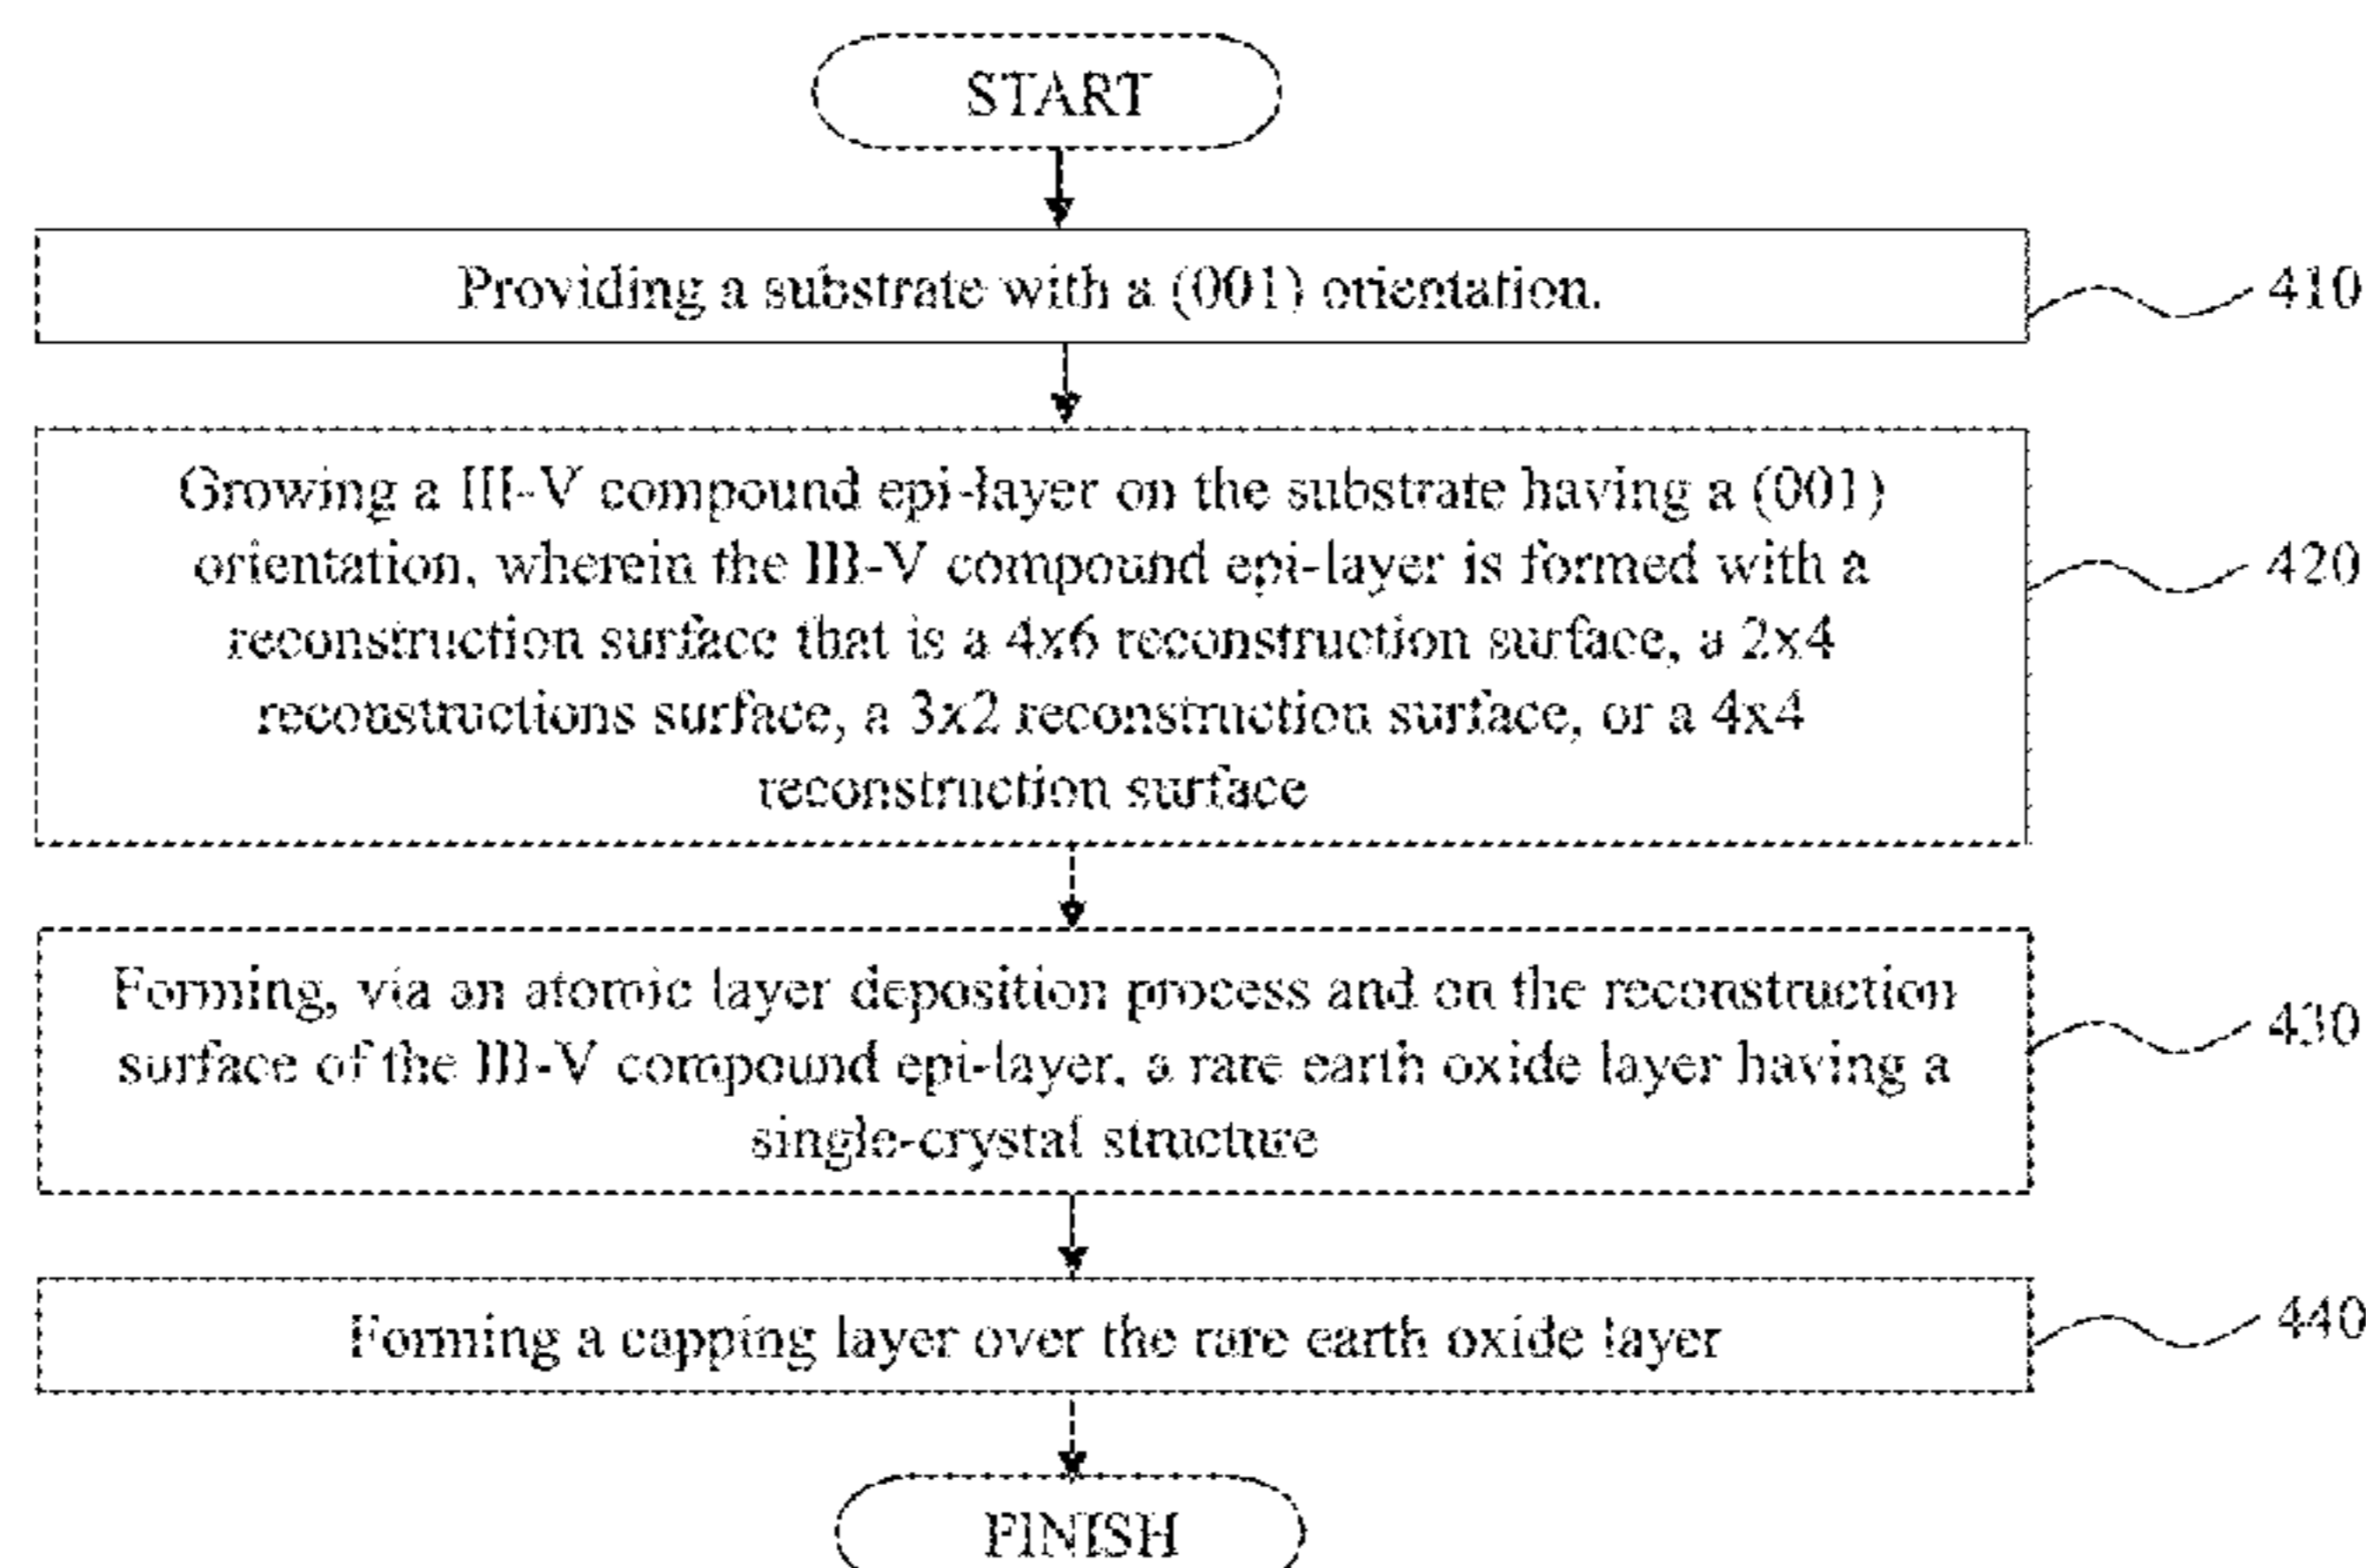 START
Providing a substrate with a (001) orientation.
410
Growing a III-V compound epi-layer on the substrate having a (001)
orientation, wherein the III-V compound epi-layer is formed with a
reconstruction surface that is a 4x6 reconstruction surface, a 2x4
reconstructions surface, a 3x2 reconstruction surface, or a 4x4
reconstruction surface
420
Forming, via an atomic layer deposition process and on the reconstruction
surface of the III-V compound epi-layer, a rare earth oxide layer having a
single-crystal structure
430
Forming a capping layer over the rare earth oxide layer
440
FINISH